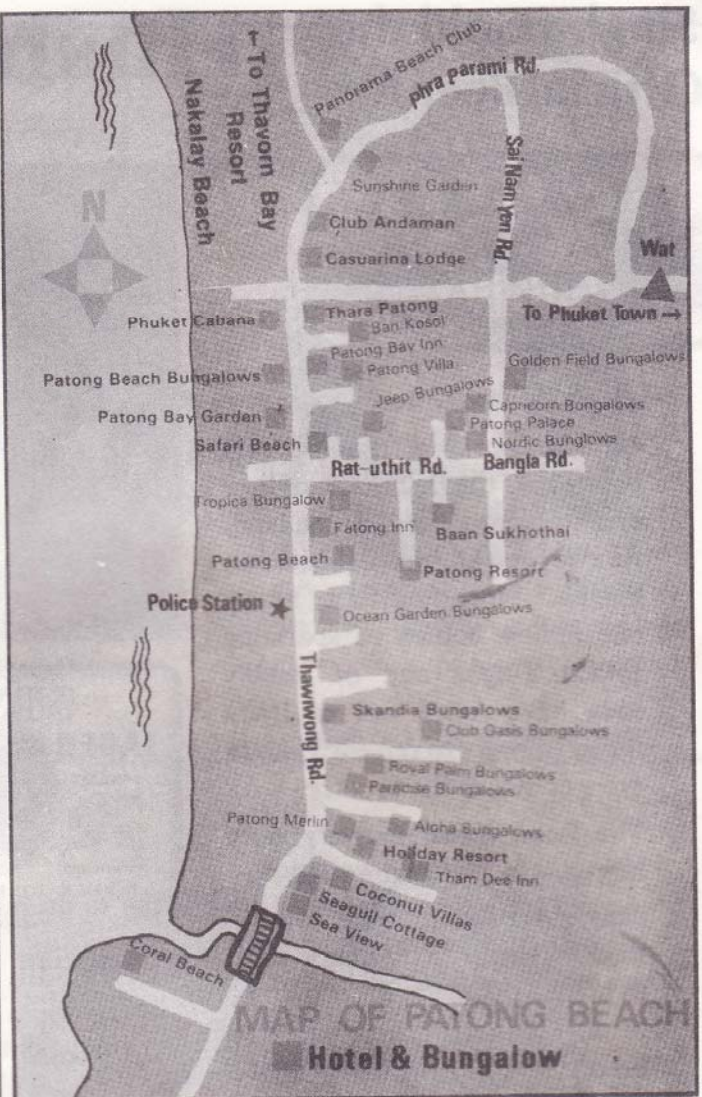 Panorama Beach Club
phra parami Rd.
←To Thavorn Bay
Resort
Nakalay Beach
Sai Nam yen Rd.
Sunshine Garden
N
Club Andaman
Wat
Casuarina Lodge
Phuket Cabana
Thara Patong
To Phuket Town →
Ban Kosol
Patong Bay Inn
Golden Field Bungalows
Patong Villa
Patong Beach Bungalows
Jeep Bungalows
Capricorn Bungalows
Patong Bay Garden
Patong Palace
Safari Beach
Nordic Bunglows
Rat-uthit Rd.
Bangla Rd.
Tropica Bungalow
Patong Inn
Baan Sukhothai
Patong Beach
Patong Resort
Police Station
Ocean Garden Bungalows
Thawiwong Rd.
Skandia Bungalows
Club Oasis Bungalows
Royal Palm Bungalows
Paradise Bungalows
Patong Merlin
Aloha Bungalows
Holiday Resort
Tham Dee Inn
Coconut Villas
Seagull Cottage
Sea View
Coral Beach
MAP OF PATONG BEACH
Hotel & Bungalow